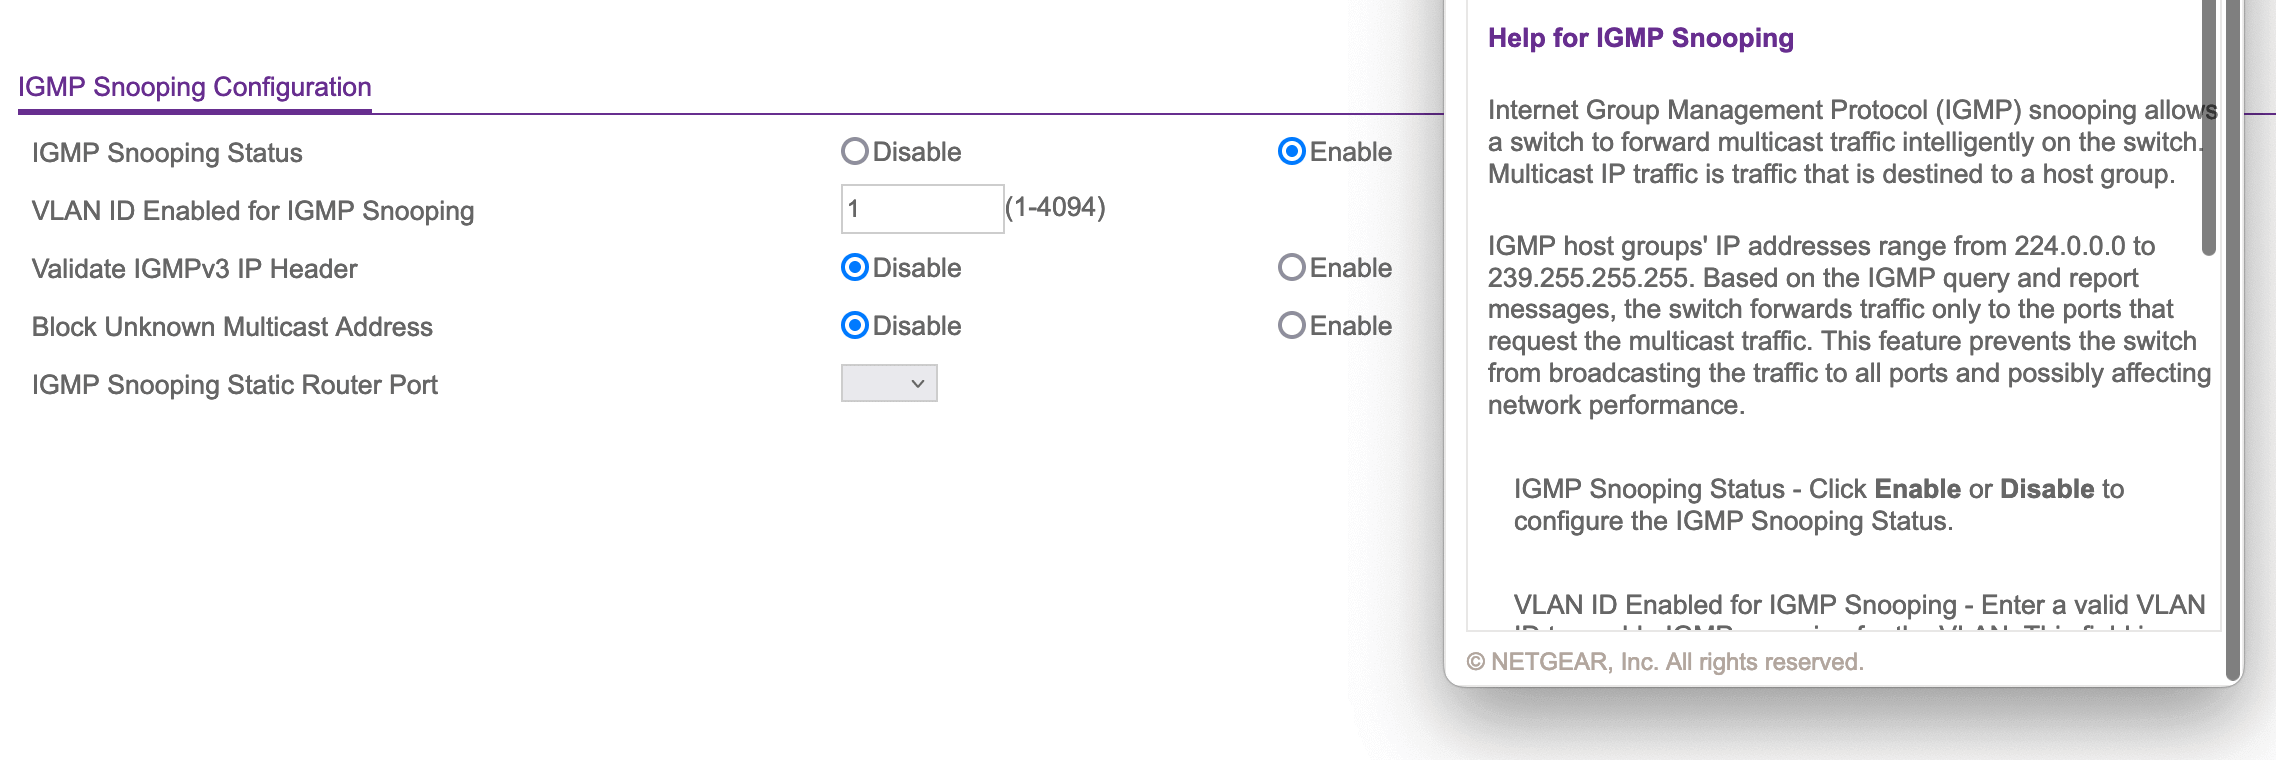 IGMP Snooping Configuration
IGMP Snooping Status Disable Enable
VLAN ID Enabled for IGMP Snooping 1 (1-4094)
Validate IGMPv3 IP Header Disable Enable
Block Unknown Multicast Address Disable Enable
IGMP Snooping Static Router Port
Help for IGMP Snooping
Internet Group Management Protocol (IGMP) snooping allows
a switch to forward multicast traffic intelligently on the switch.
Multicast IP traffic is traffic that is destined to a host group.
IGMP host groups' IP addresses range from 224.0.0.0 to
239.255.255.255. Based on the IGMP query and report
messages, the switch forwards traffic only to the ports that
request the multicast traffic. This feature prevents the switch
from broadcasting the traffic to all ports and possibly affecting
network performance.
IGMP Snooping Status - Click Enable or Disable to
configure the IGMP Snooping Status.
VLAN ID Enabled for IGMP Snooping - Enter a valid VLAN
© NETGEAR, Inc. All rights reserved.